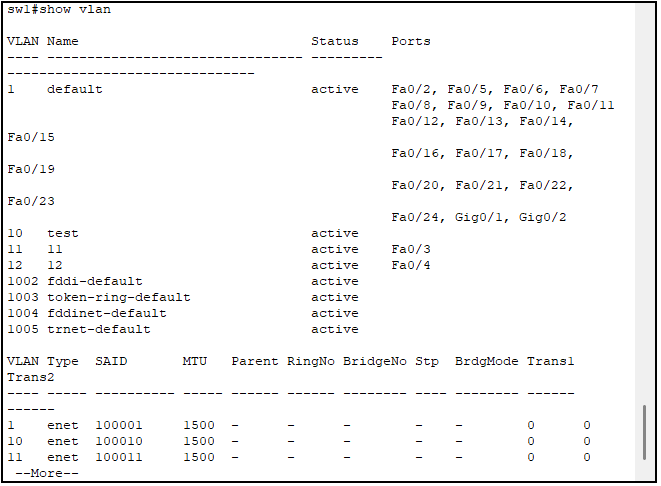 sw1#show vlan
VLAN Name                             Status    Ports
---- -------------------------------- ---------
-------------------------------
1    default                          active    Fa0/2, Fa0/5, Fa0/6, Fa0/7
                                                Fa0/8, Fa0/9, Fa0/10, Fa0/11
                                                Fa0/12, Fa0/13, Fa0/14,
Fa0/15
                                                Fa0/16, Fa0/17, Fa0/18,
Fa0/19
                                                Fa0/20, Fa0/21, Fa0/22,
Fa0/23
                                                Fa0/24, Gig0/1, Gig0/2
10   test                             active
11   11                               active    Fa0/3
12   12                               active    Fa0/4
1002 fddi-default                     active
1003 token-ring-default               active
1004 fddinet-default                  active
1005 trnet-default                    active
VLAN Type  SAID       MTU   Parent RingNo BridgeNo Stp  BrdgMode Trans1
Trans2
---- ----- ---------- ----- ------ ------ -------- ---- -------- ------
------
1    enet  100001     1500  -      -      -        -    -        0      0
10   enet  100010     1500  -      -      -        -    -        0      0
11   enet  100011     1500  -      -      -        -    -        0      0
 --More--